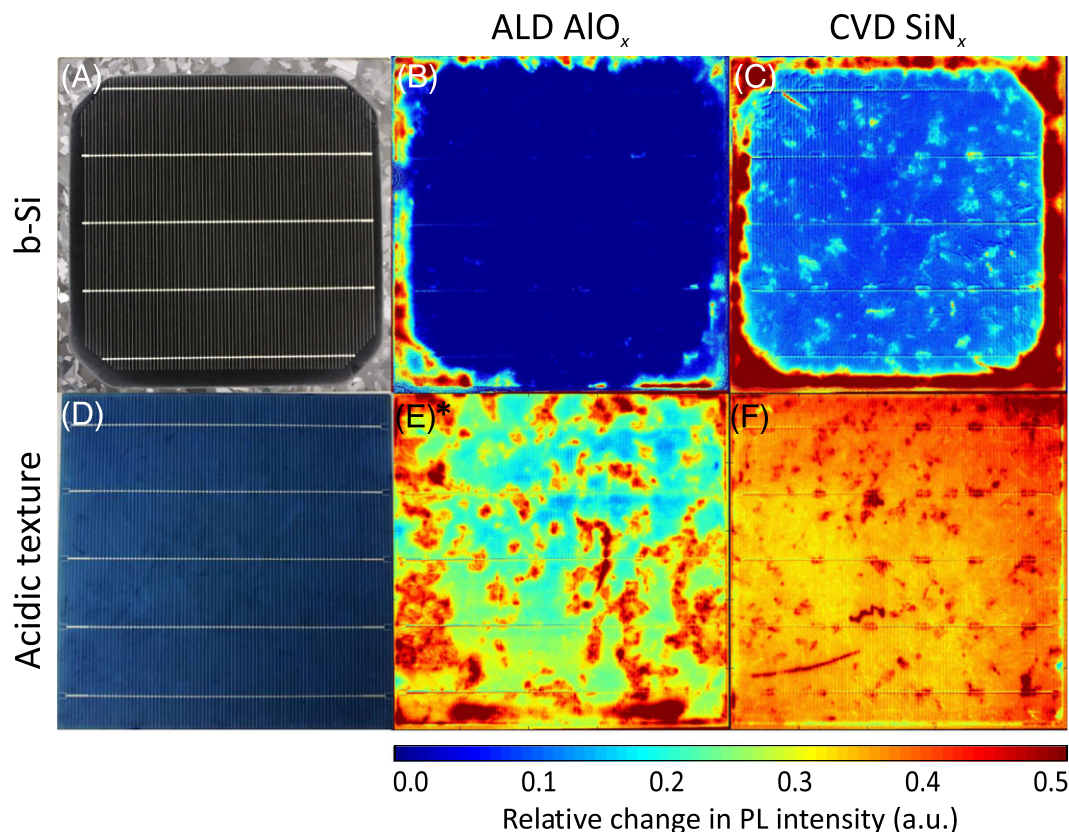 ALD AlOx CVD SiNx
b-Si
(A) (B) (C)
Acidic texture
(D) (E)* (F)
0.0 0.1 0.2 0.3 0.4 0.5
Relative change in PL intensity (a.u.)